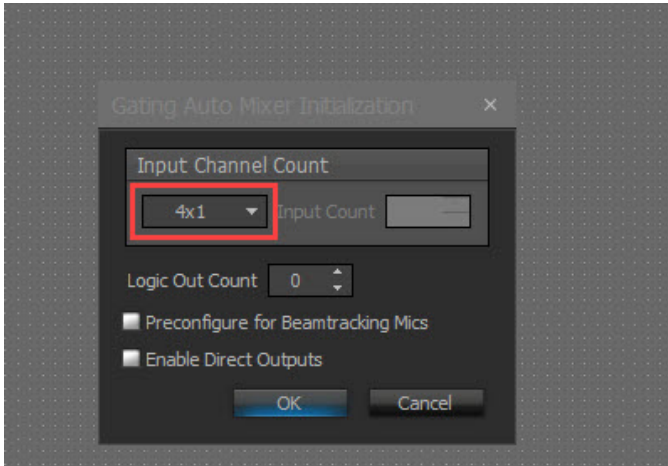 Gating Auto Mixer Initialization ×
Input Channel Count
4x1 Input Count
Logic Out Count 0
Preconfigure for Beamtracking Mics
Enable Direct Outputs
OK Cancel